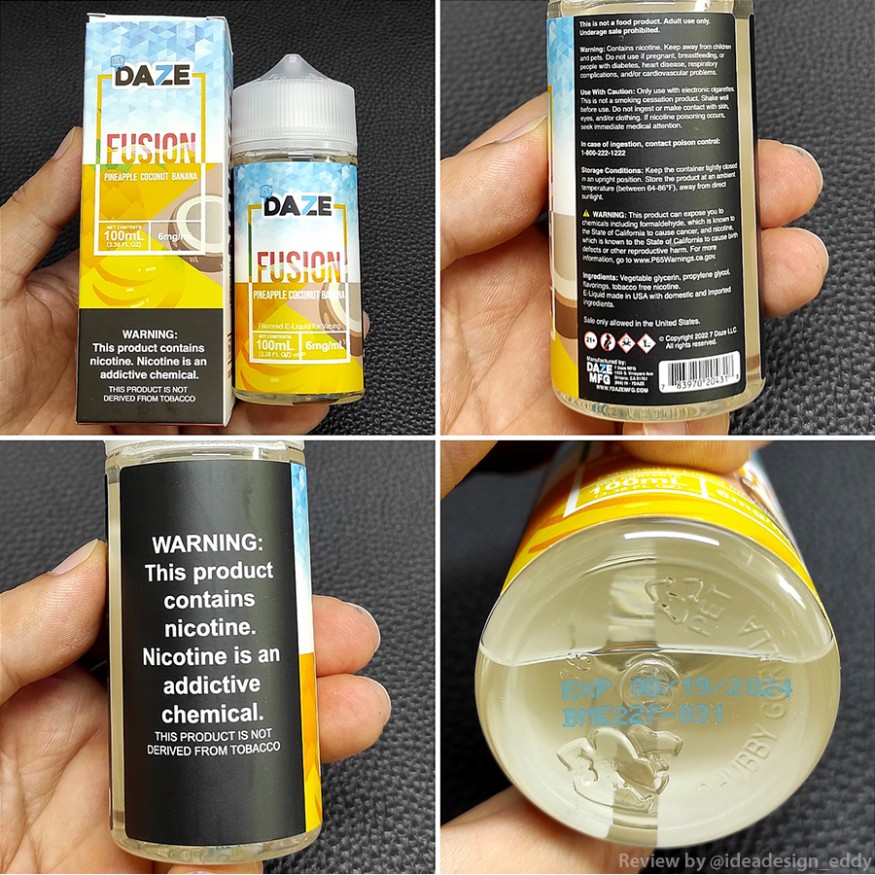 DAZE
FUSION
PINEAPPLE COCONUT BANANA
NET CONTENTS
100mL
(3.38 FL OZ)
6mg/mL
WARNING:
This product contains
nicotine. Nicotine is an
addictive chemical.
THIS PRODUCT IS NOT
DERIVED FROM TOBACCO
DAZE
FUSION
PINEAPPLE COCONUT BANANA
Flavored E-Liquid for Vaping
NET CONTENTS
100mL
(3.38 FL OZ)
6mg/mL
This is not a food product. Adult use only.
Underage sale prohibited.
Warning: Contains nicotine. Keep away from children
and pets. Do not use if pregnant, breastfeeding, or
people with diabetes, heart disease, respiratory
complications, and/or cardiovascular problems.
Use With Caution: Only use with electronic cigarettes.
This is not a smoking cessation product. Shake well
before use. Do not ingest or make contact with skin,
eyes, and/or clothing. If nicotine poisoning occurs,
seek immediate medical attention.
In case of ingestion, contact poison control:
1-800-222-1222
Storage Conditions: Keep the container tightly closed
in an upright position. Store the product at an ambient
temperature (between 64-86°F), away from direct
sunlight.
WARNING: This product can expose you to
chemicals including formaldehyde, which is known to
the State of California to cause cancer, and nicotine,
which is known to the State of California to cause birth
defects or other reproductive harm. For more
information, go to www.P65Warnings.ca.gov.
Ingredients: Vegetable glycerin, propylene glycol,
flavorings, tobacco free nicotine.
E-Liquid made in USA with domestic and imported
ingredients.
Sale only allowed in the United States.
21+
© Copyright 2022 7 Daze LLC.
All rights reserved.
Manufactured by:
DAZE
MFG
7 Daze MFG
Ontario, CA 91761
WWW.7DAZEMFG.COM
7 83970 20431 8
WARNING:
This product
contains
nicotine.
Nicotine is an
addictive
chemical.
THIS PRODUCT IS NOT
DERIVED FROM TOBACCO
100mL
PET
EXP 08/19/2024
BME227-031
Review by @ideadesign_eddy